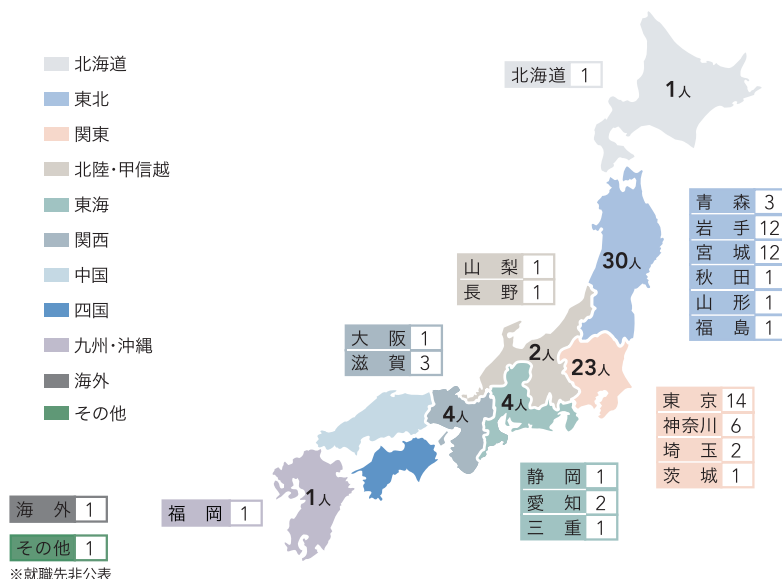 北海道
東北
関東
北陸・甲信越
東海
関西
中国
四国
九州・沖縄
海外
その他
北海道 1
1人
青森 3
岩手 12
宮城 12
秋田 1
山形 1
福島 1
30人
山梨 1
長野 1
2人
大阪 1
滋賀 3
4人
4人
23人
東京 14
神奈川 6
埼玉 2
茨城 1
静岡 1
愛知 2
三重 1
福岡 1
1人
海外 1
その他 1
※就職先非公表